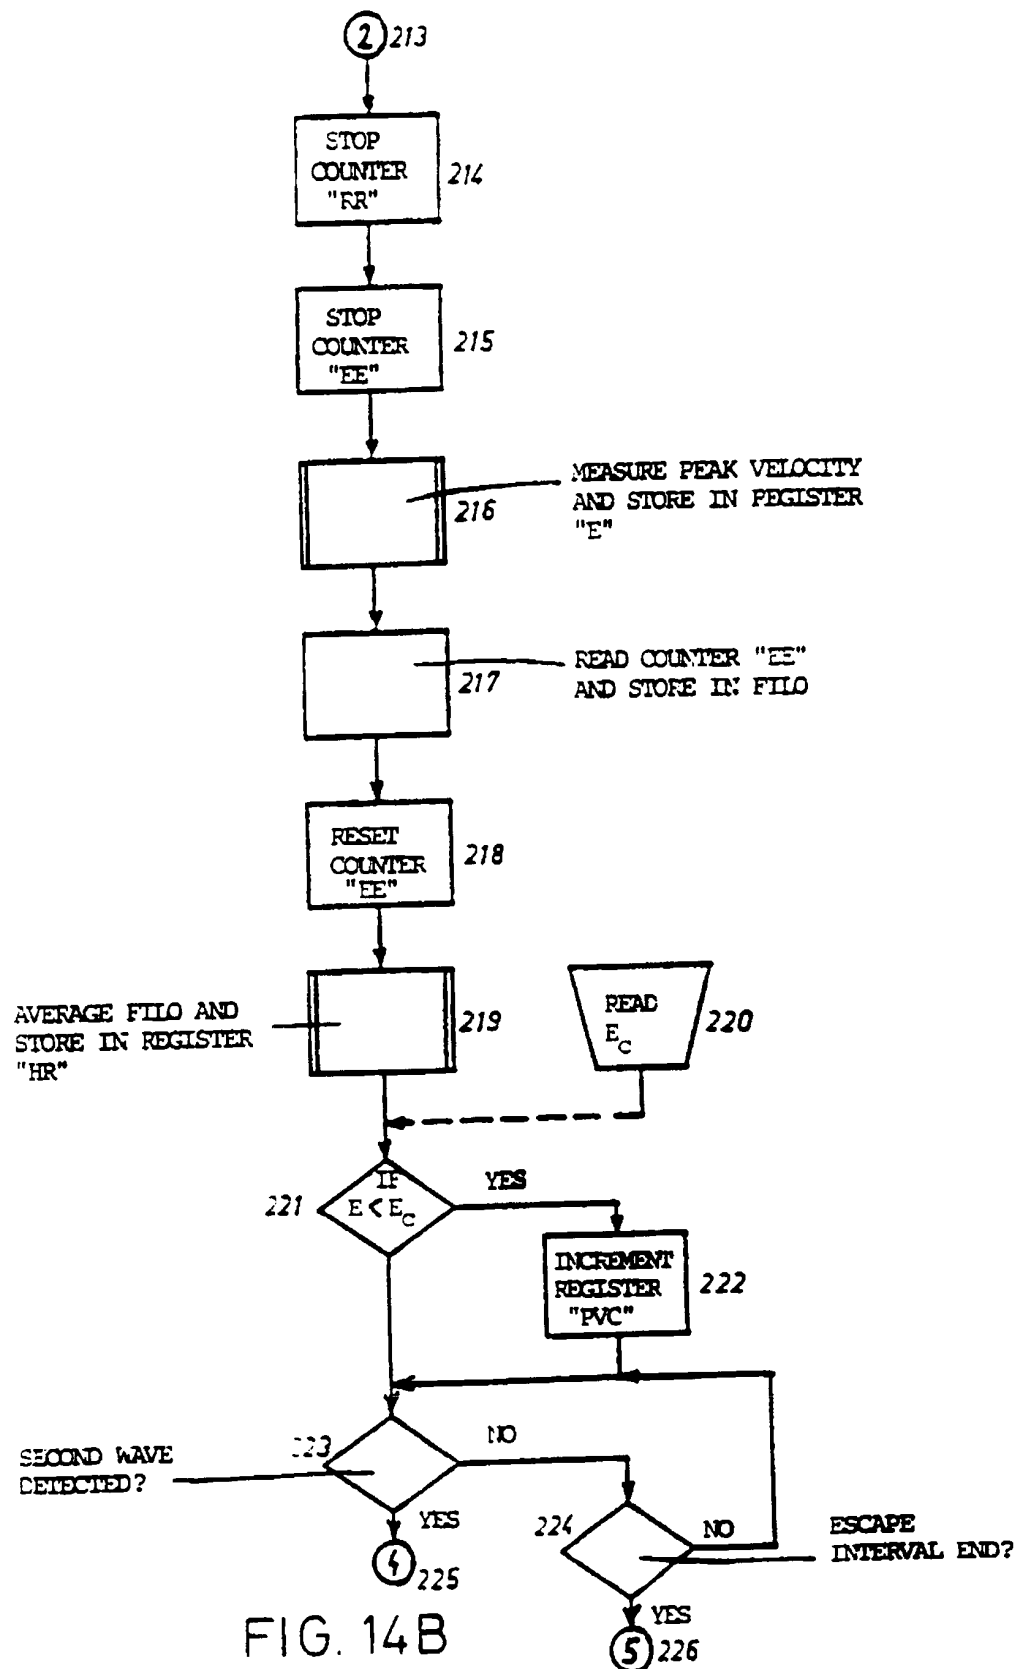 2 213
STOP
COUNTER
"RR"
214
STOP
COUNTER
"EE"
215
216
MEASURE PEAK VELOCITY
AND STORE IN REGISTER
"E"
217
READ COUNTER "EE"
AND STORE IN FILO
RESET
COUNTER
"EE"
218
AVERAGE FILO AND
STORE IN REGISTER
"HR"
219
READ
EC
220
IF
E < EC
221
YES
INCREMENT
REGISTER
"PVC"
222
SECOND WAVE
DETECTED?
223
NO
YES
4 225
224
NO
ESCAPE
INTERVAL END?
YES
5 226
FIG. 14B